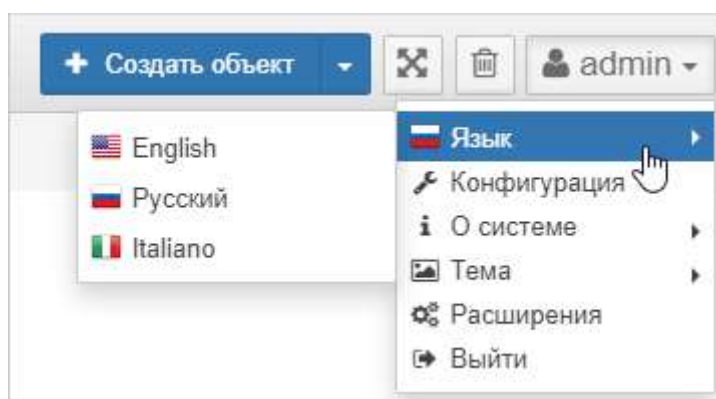 Создать объект
admin
English
Русский
Italiano
Язык
Конфигурация
О системе
Тема
Расширения
Выйти